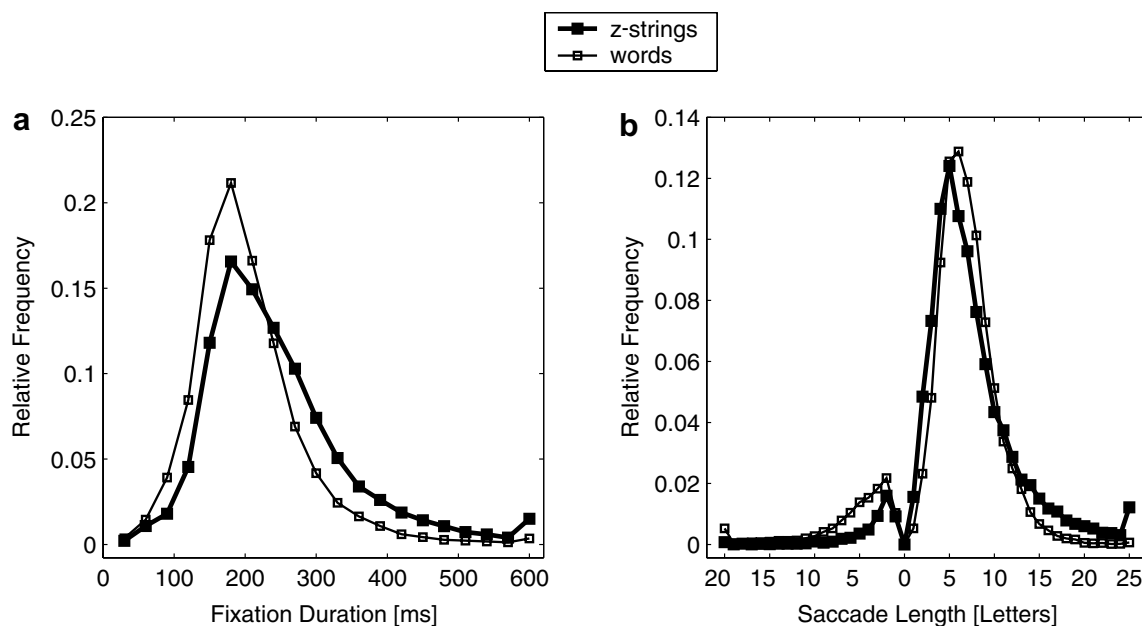 z-strings
words
a
0.25
0.2
0.15
0.1
0.05
0
0 100 200 300 400 500 600
Relative Frequency
Fixation Duration [ms]
b
0.14
0.12
0.1
0.08
0.06
0.04
0.02
0
20 15 10 5 0 5 10 15 20 25
Relative Frequency
Saccade Length [Letters]